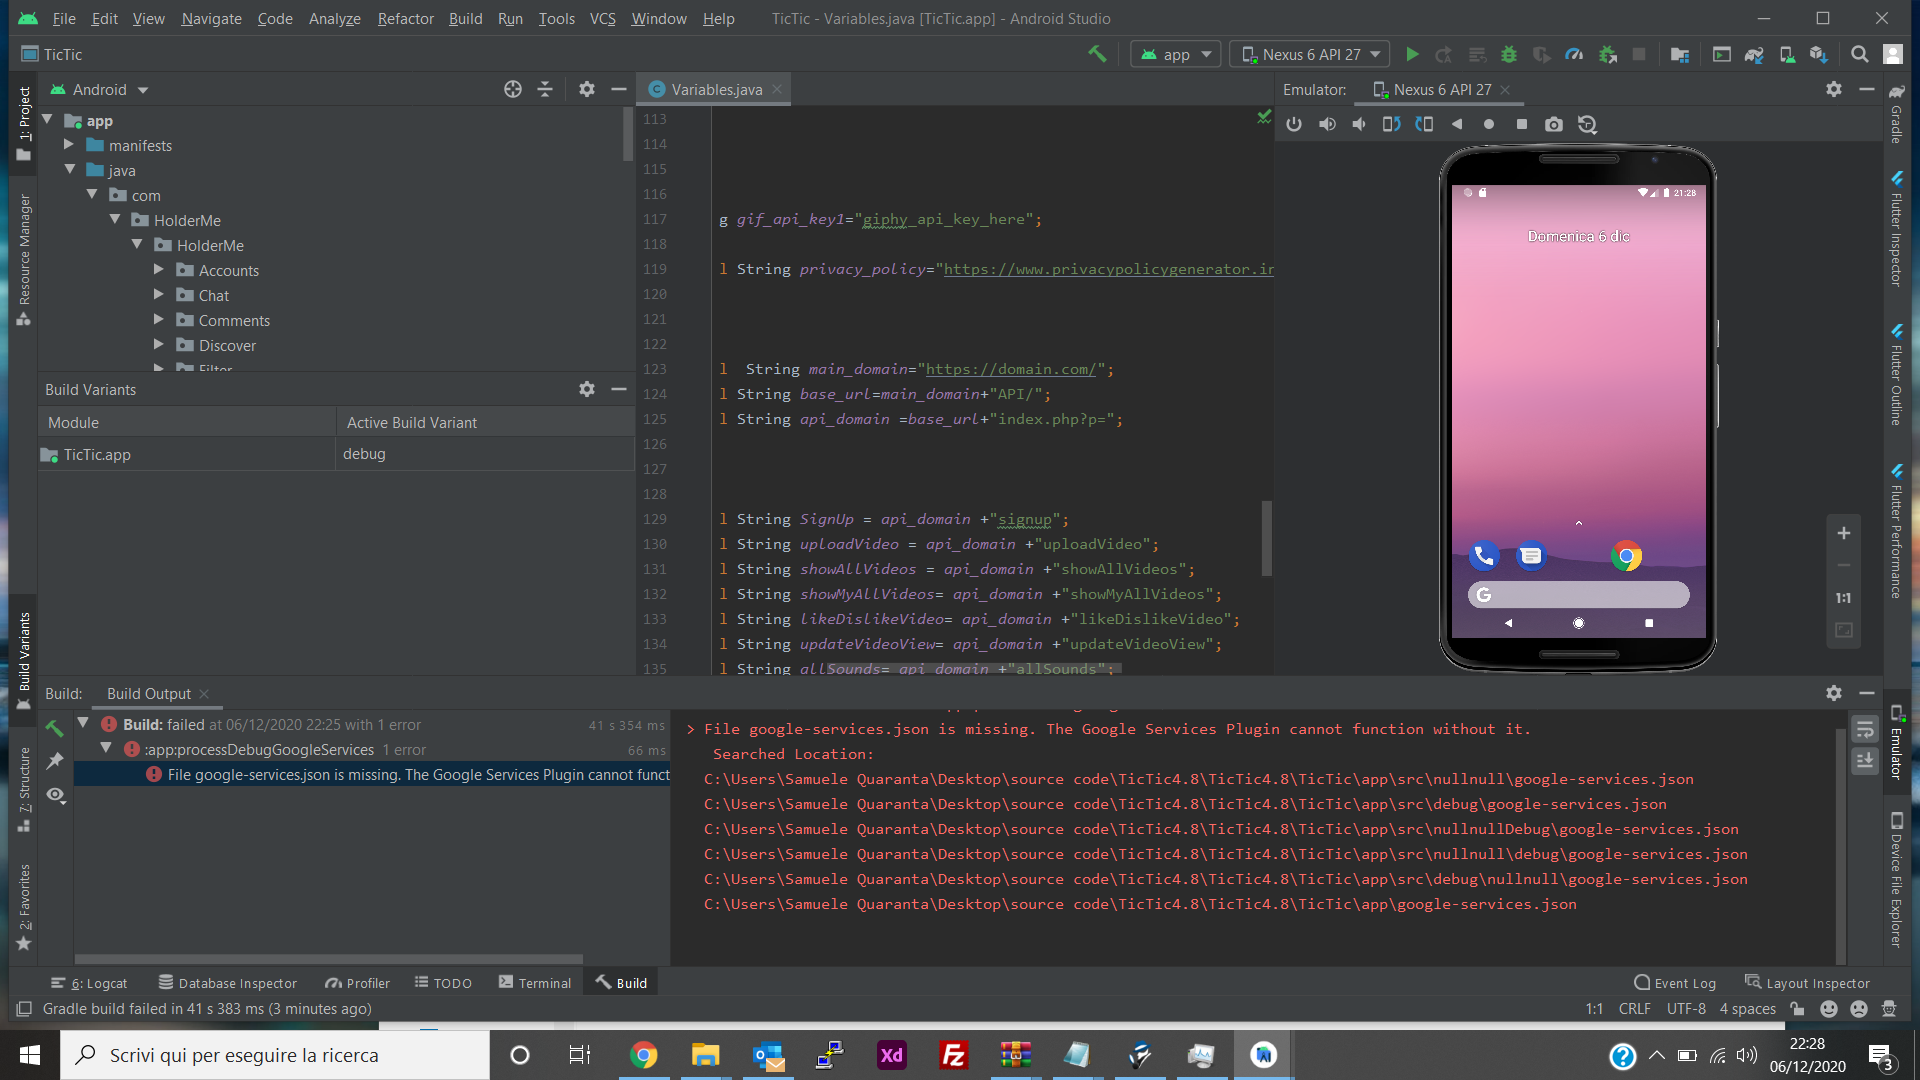 File Edit View Navigate Code Analyze Refactor Build Run Tools VCS Window Help TicTic - Variables.java [TicTic.app] - Android Studio
TicTic
app
Nexus 6 API 27
1: Project
Resource Manager
Build Variants
7: Structure
2: Favorites
Android
app
manifests
java
com
HolderMe
HolderMe
Accounts
Chat
Comments
Discover
Filter
Build Variants
Module Active Build Variant
TicTic.app debug
Variables.java
113
114
115
116
117 g gif_api_key1="giphy_api_key_here";
118
119 l String privacy_policy="https://www.privacypolicygenerator.in
120
121
122
123 l String main_domain="https://domain.com/";
124 l String base_url=main_domain+"API/";
125 l String api_domain =base_url+"index.php?p=";
126
127
128
129 l String SignUp = api_domain +"signup";
130 l String uploadVideo = api_domain +"uploadVideo";
131 l String showAllVideos = api_domain +"showAllVideos";
132 l String showMyAllVideos= api_domain +"showMyAllVideos";
133 l String likeDislikeVideo= api_domain +"likeDislikeVideo";
134 l String updateVideoView= api_domain +"updateVideoView";
135 l String allSounds= api_domain +"allSounds";
Emulator: Nexus 6 API 27
21:28
Domenica 6 dic
G
1:1
Gradle
Flutter Inspector
Flutter Outline
Flutter Performance
Emulator
Device File Explorer
Build: Build Output
Build: failed at 06/12/2020 22:25 with 1 error 41 s 354 ms
:app:processDebugGoogleServices 1 error 66 ms
File google-services.json is missing. The Google Services Plugin cannot funct
> File google-services.json is missing. The Google Services Plugin cannot function without it.
Searched Location:
C:\Users\Samuele Quaranta\Desktop\source code\TicTic4.8\TicTic4.8\TicTic\app\src\nullnull\google-services.json
C:\Users\Samuele Quaranta\Desktop\source code\TicTic4.8\TicTic4.8\TicTic\app\src\debug\google-services.json
C:\Users\Samuele Quaranta\Desktop\source code\TicTic4.8\TicTic4.8\TicTic\app\src\nullnullDebug\google-services.json
C:\Users\Samuele Quaranta\Desktop\source code\TicTic4.8\TicTic4.8\TicTic\app\src\nullnull\debug\google-services.json
C:\Users\Samuele Quaranta\Desktop\source code\TicTic4.8\TicTic4.8\TicTic\app\src\debug\nullnull\google-services.json
C:\Users\Samuele Quaranta\Desktop\source code\TicTic4.8\TicTic4.8\TicTic\app\google-services.json
6: Logcat Database Inspector Profiler TODO Terminal Build Event Log Layout Inspector
Gradle build failed in 41 s 383 ms (3 minutes ago) 1:1 CRLF UTF-8 4 spaces
Scrivi qui per eseguire la ricerca
Xd
Fz
22:28
06/12/2020
3